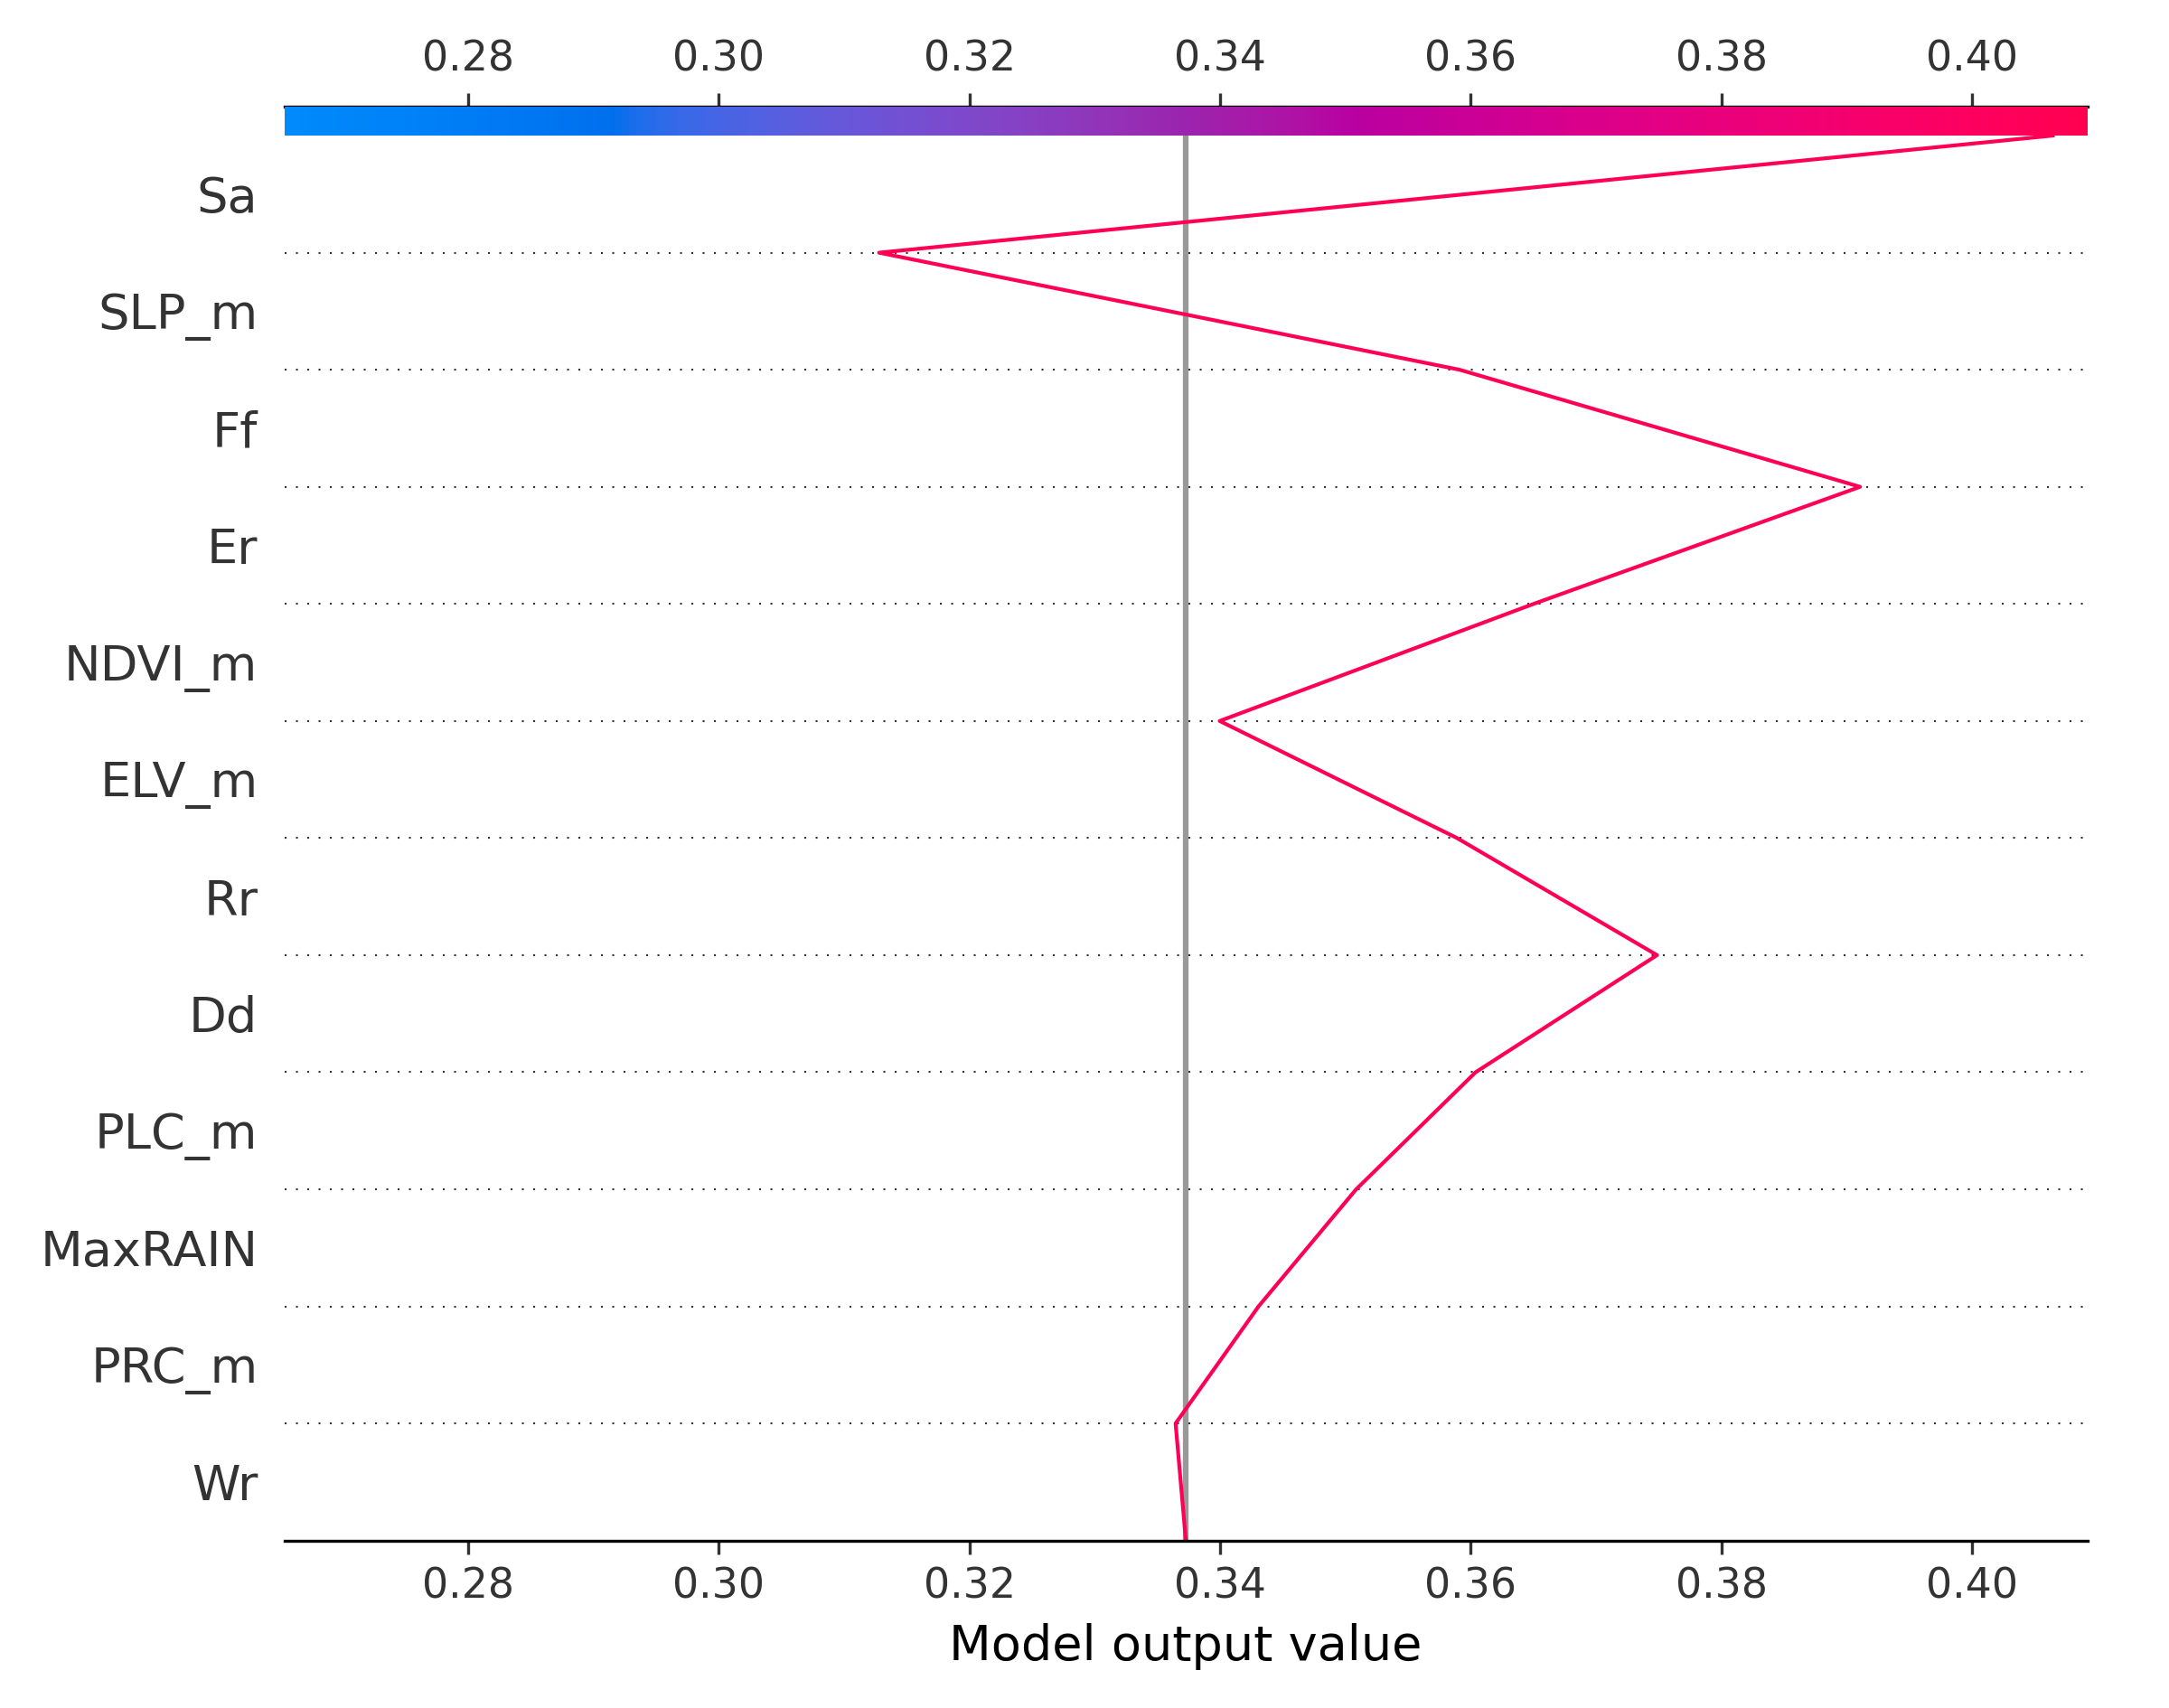 0.28 0.30 0.32 0.34 0.36 0.38 0.40
Sa
SLP_m
Ff
Er
NDVI_m
ELV_m
Rr
Dd
PLC_m
MaxRAIN
PRC_m
Wr
0.28 0.30 0.32 0.34 0.36 0.38 0.40
Model output value